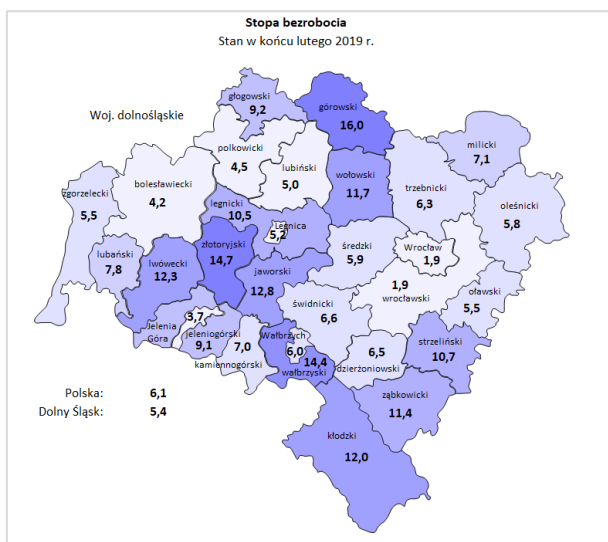 Stopa bezrobocia
Stan w końcu lutego 2019 r.
Woj. dolnośląskie
głogowski
9,2
górowski
16,0
polkowicki
4,5
lubiński
5,0
milicki
7,1
wołowski
11,7
trzebnicki
6,3
bolesławiecki
4,2
zgorzelecki
5,5
oleśnicki
5,8
legnicki
10,5
Legnica
5,2
złotoryjski
14,7
średzki
5,9
Wrocław
1,9
lubański
7,8
lwówecki
12,3
jaworski
12,8
1,9
wrocławski
oławski
5,5
świdnicki
6,6
3,7
Jelenia
Góra
jeleniogórski
9,1
7,0
kamiennogórski
Wałbrzych
6,0
14,4
wałbrzyski
6,5
dzierżoniowski
strzeliński
10,7
ząbkowicki
11,4
kłodzki
12,0
Polska: 6,1
Dolny Śląsk: 5,4